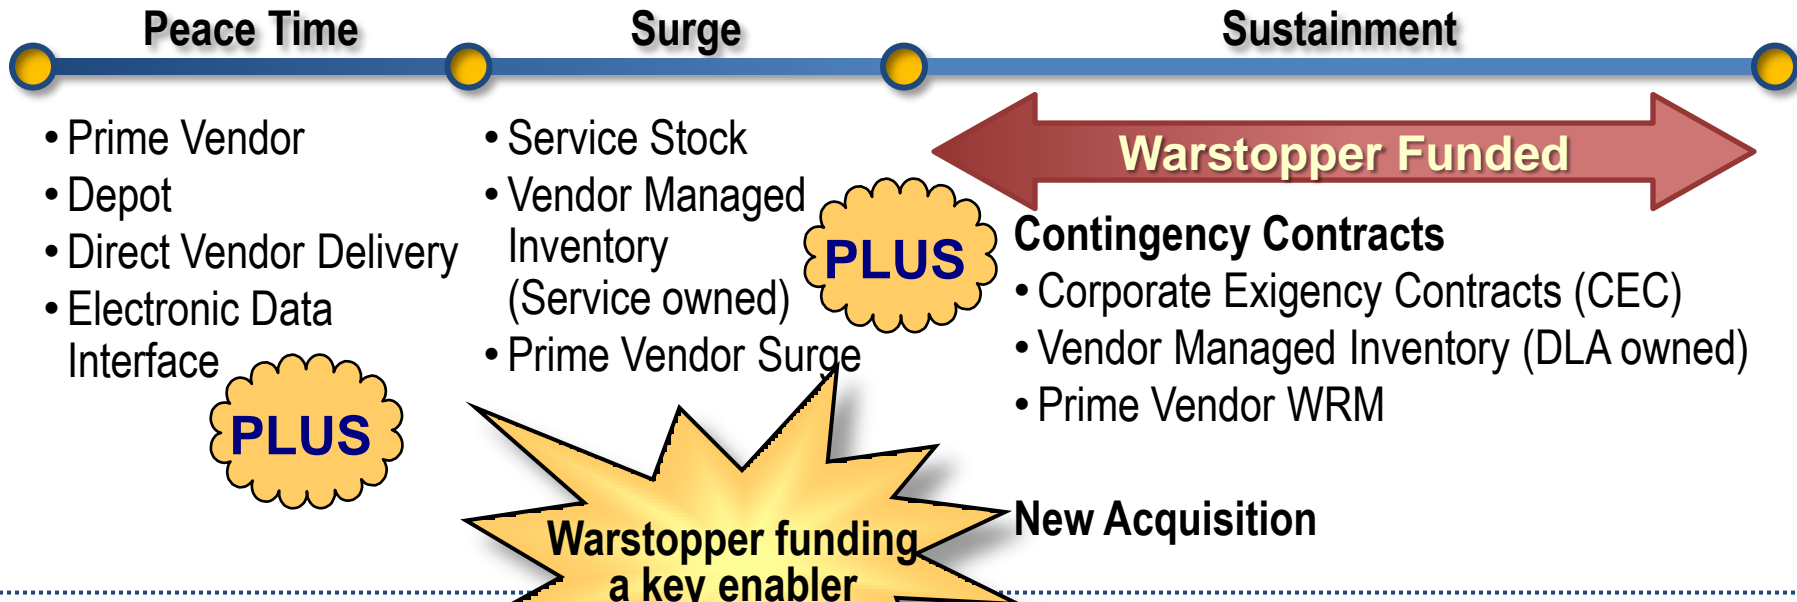 Peace Time
Surge
Sustainment
• Prime Vendor
• Depot
• Direct Vendor Delivery
• Electronic Data
Interface
PLUS
• Service Stock
• Vendor Managed
Inventory
(Service owned)
• Prime Vendor Surge
PLUS
Warstopper Funded
Contingency Contracts
• Corporate Exigency Contracts (CEC)
• Vendor Managed Inventory (DLA owned)
• Prime Vendor WRM
New Acquisition
Warstopper funding
a key enabler